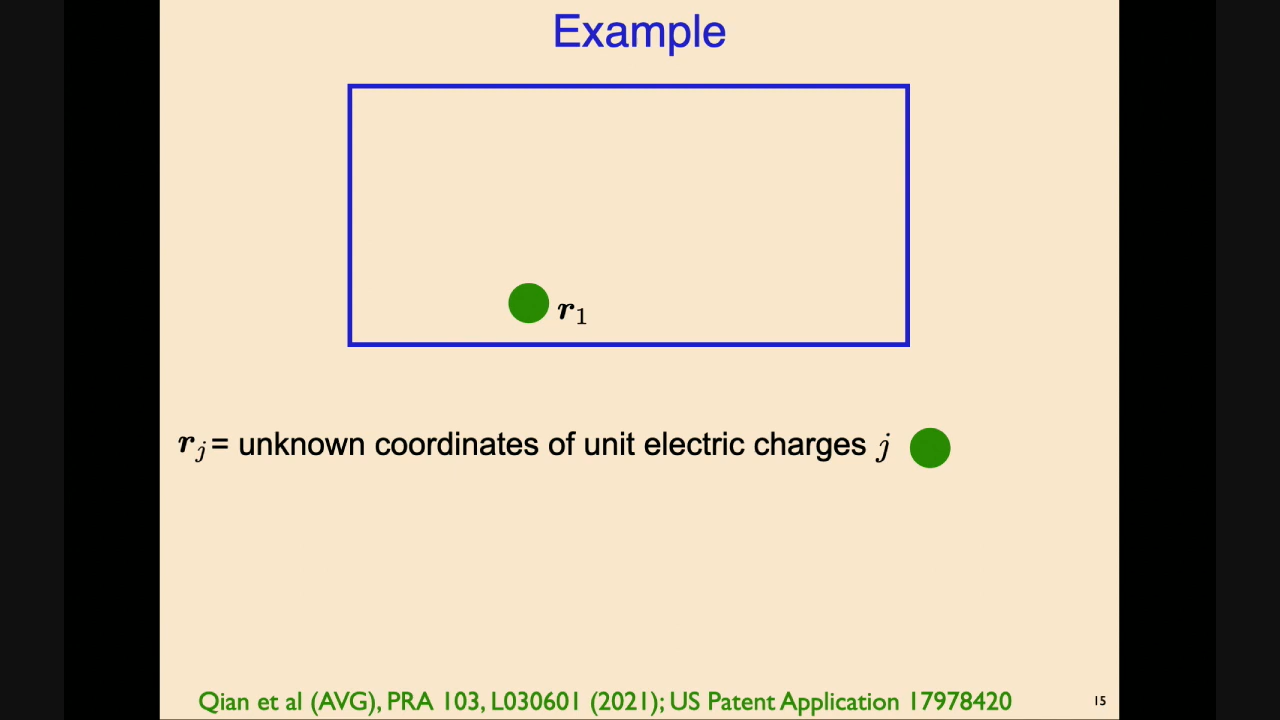 Example
r₁
rⱼ = unknown coordinates of unit electric charges j
Qian et al (AVG), PRA 103, L030601 (2021); US Patent Application 17978420
15